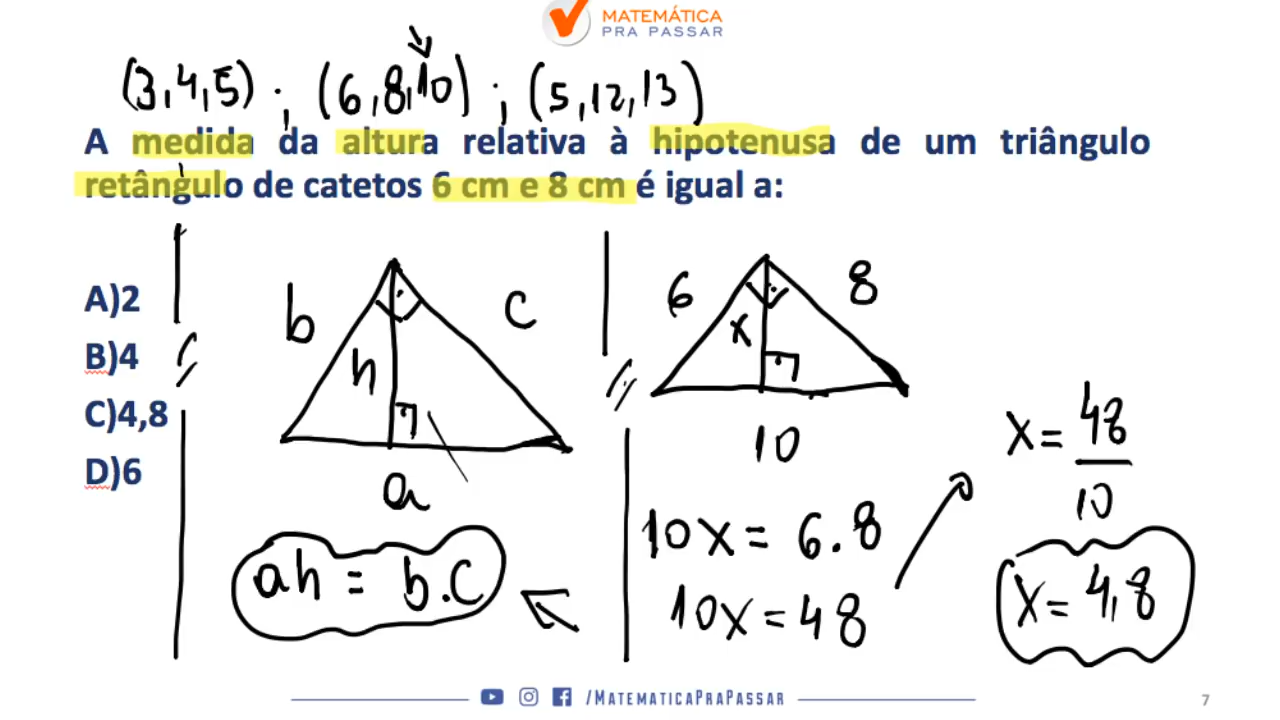 MATEMÁTICA
PRA PASSAR
(3,4,5) ; (6,8,10) ; (5,12,13)
A medida da altura relativa à hipotenusa de um triângulo
retângulo de catetos 6 cm e 8 cm é igual a:
A)2
B)4
C)4,8
D)6
b
c
h
a
ah = b.c
6
8
x
10
10x = 6.8
10x = 48
x = 48
10
x = 4,8
/MATEMATICAPRAPASSAR
7